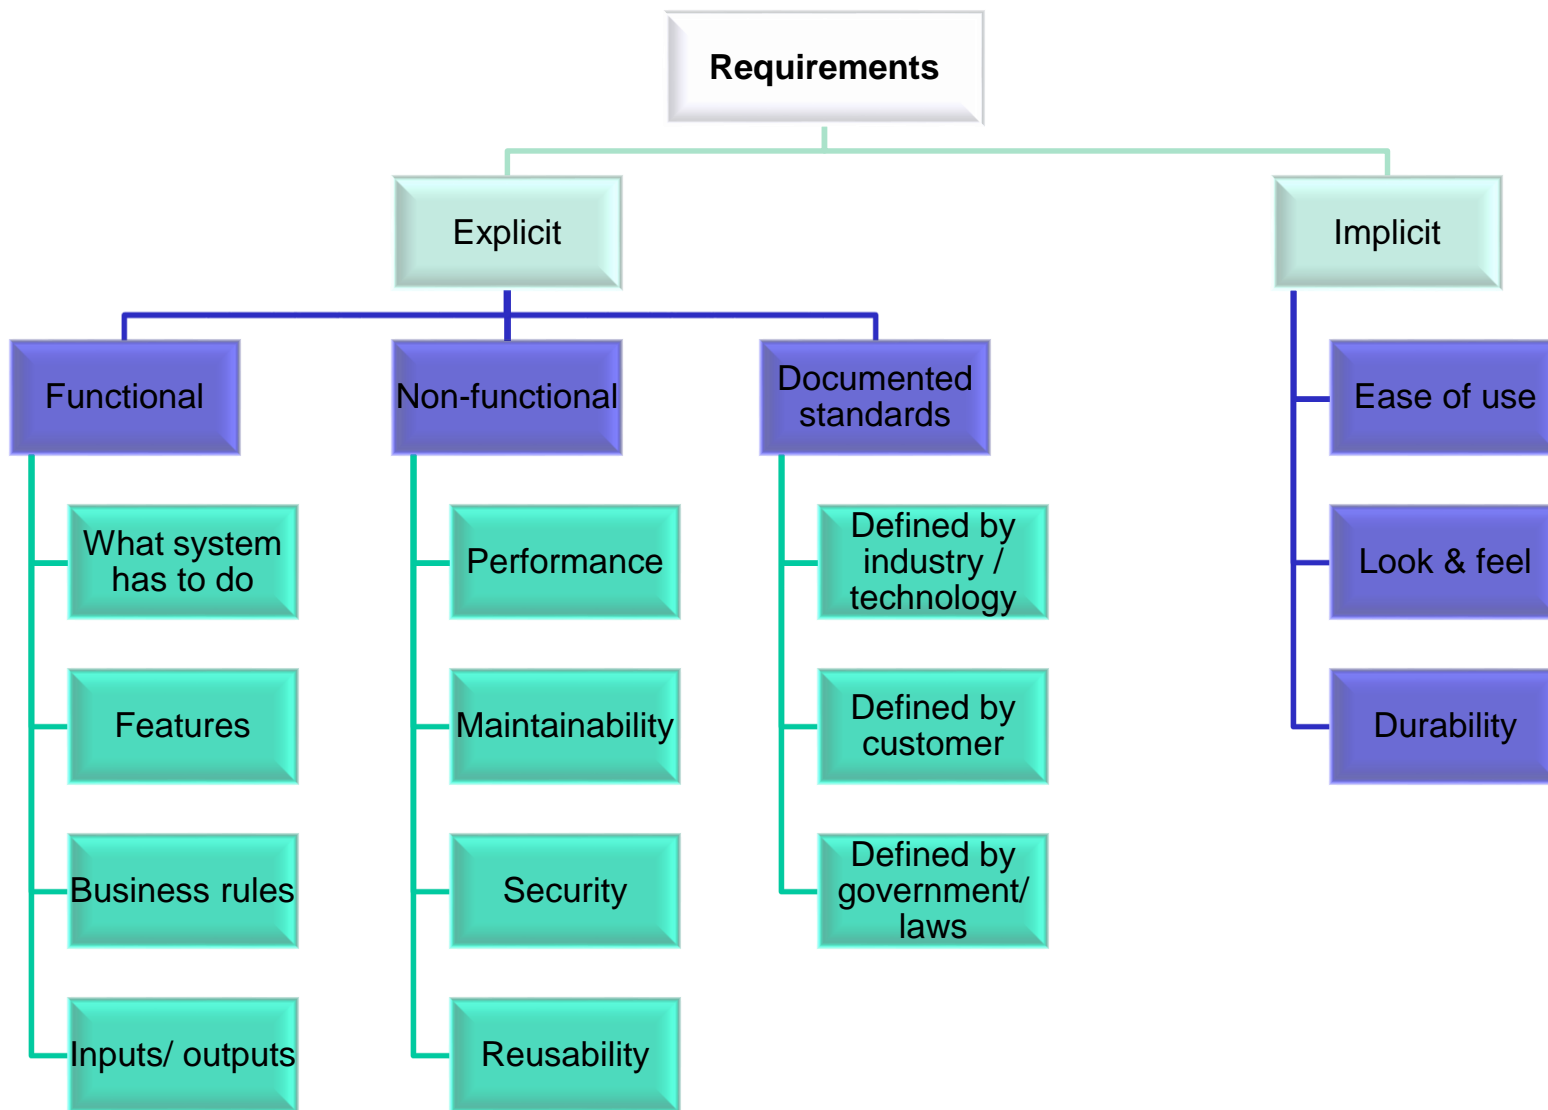 Requirements
Explicit
Implicit
Functional
Non-functional
Documented
standards
Ease of use
What system
has to do
Performance
Defined by
industry /
technology
Look & feel
Features
Maintainability
Defined by
customer
Durability
Business rules
Security
Defined by
government/
laws
Inputs/ outputs
Reusability